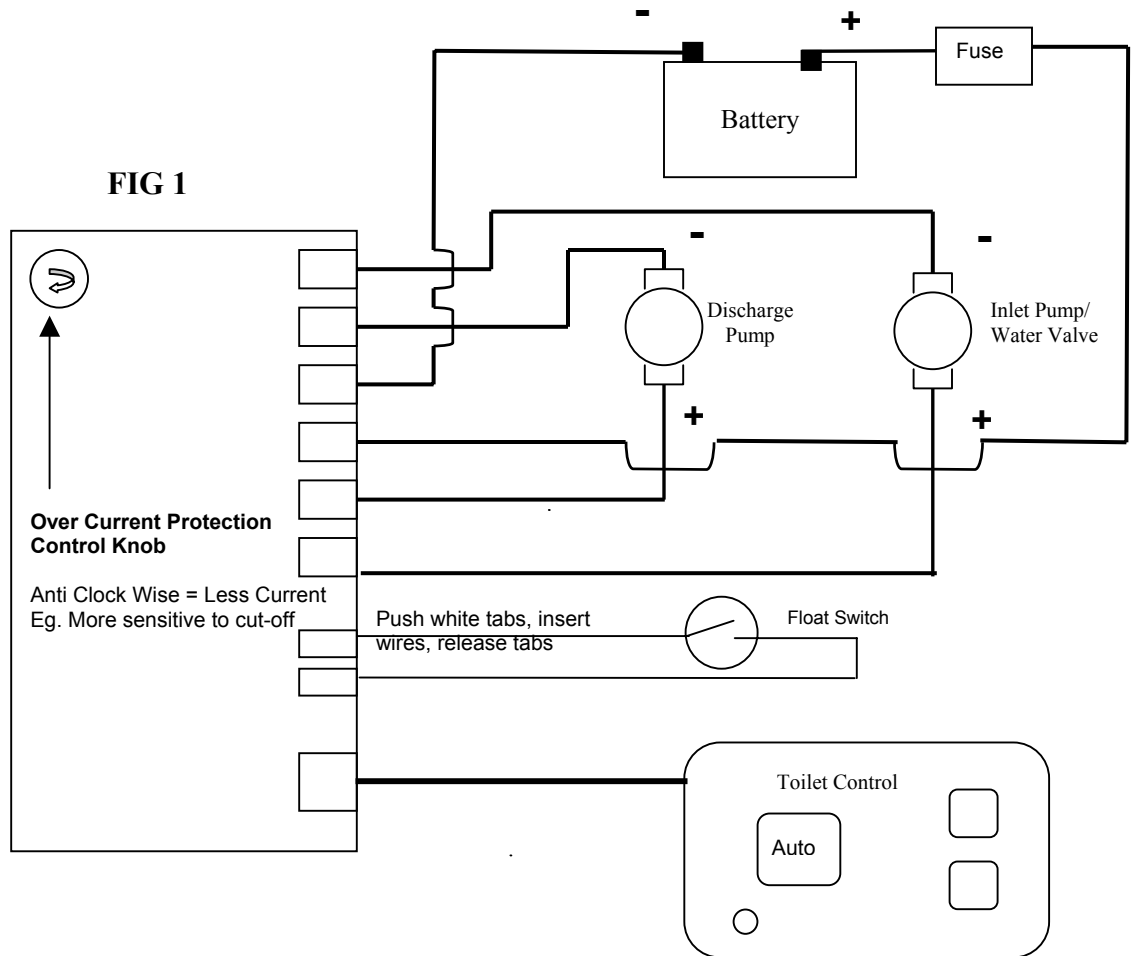 -
+
Fuse
Battery
FIG 1
-
-
Discharge
Pump
Inlet Pump/
Water Valve
+
+
Over Current Protection
Control Knob
Anti Clock Wise = Less Current
Eg. More sensitive to cut-off
Push white tabs, insert
wires, release tabs
Float Switch
Toilet Control
Auto